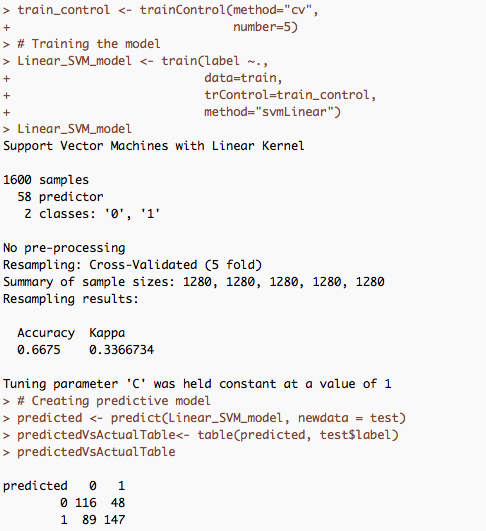 > train_control <- trainControl(method="cv",
+                               number=5)
> # Training the model
> Linear_SVM_model <- train(label ~.,
+                           data=train,
+                           trControl=train_control,
+                           method="svmLinear")
> Linear_SVM_model
Support Vector Machines with Linear Kernel

1600 samples
  58 predictor
   2 classes: '0', '1'

No pre-processing
Resampling: Cross-Validated (5 fold)
Summary of sample sizes: 1280, 1280, 1280, 1280, 1280
Resampling results:

  Accuracy  Kappa
  0.6675    0.3366734

Tuning parameter 'C' was held constant at a value of 1
> # Creating predictive model
> predicted <- predict(Linear_SVM_model, newdata = test)
> predictedVsActualTable<- table(predicted, test$label)
> predictedVsActualTable

predicted   0   1
        0 116  48
        1  89 147